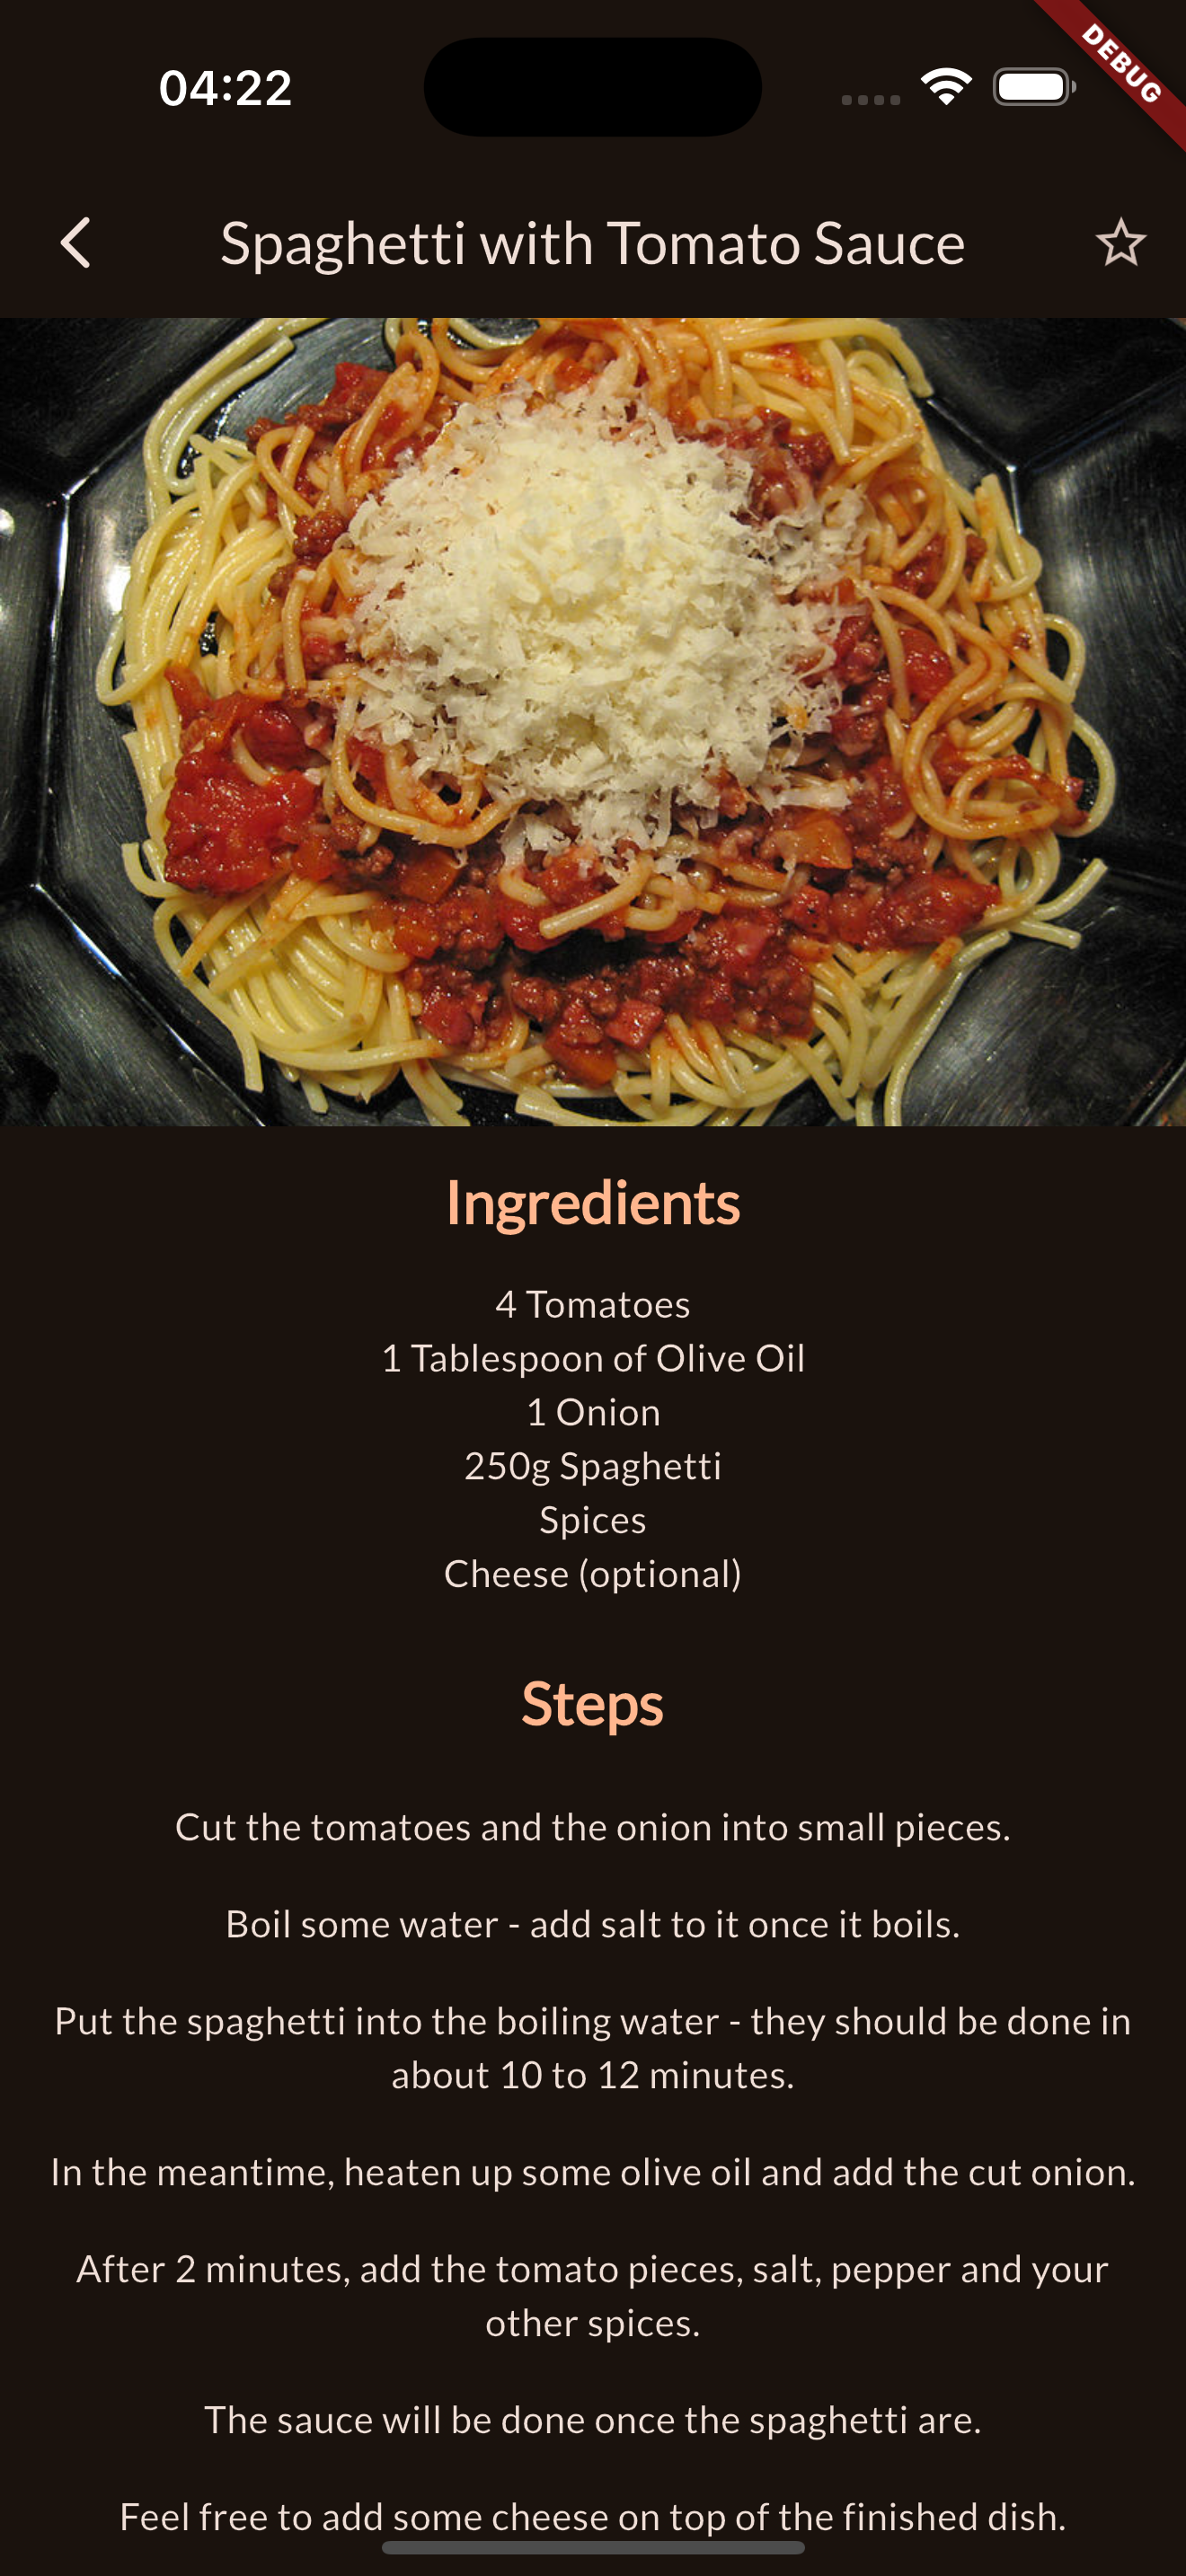 04:22
DEBUG
Spaghetti with Tomato Sauce
Ingredients
4 Tomatoes
1 Tablespoon of Olive Oil
1 Onion
250g Spaghetti
Spices
Cheese (optional)
Steps
Cut the tomatoes and the onion into small pieces.
Boil some water - add salt to it once it boils.
Put the spaghetti into the boiling water - they should be done in
about 10 to 12 minutes.
In the meantime, heaten up some olive oil and add the cut onion.
After 2 minutes, add the tomato pieces, salt, pepper and your
other spices.
The sauce will be done once the spaghetti are.
Feel free to add some cheese on top of the finished dish.